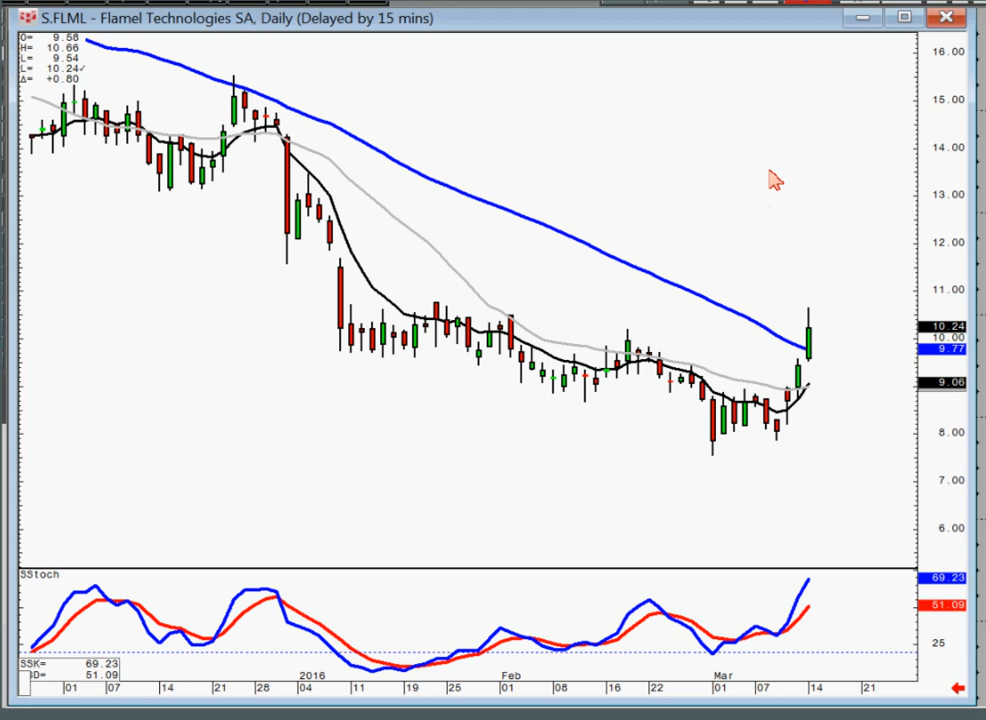 S.FLML - Flamel Technologies SA, Daily (Delayed by 15 mins)
O= 9.58
H= 10.66
L= 9.54
L= 10.24✓
Δ= +0.80
16.00
15.00
14.00
13.00
12.00
11.00
10.24
10.00
9.77
9.06
8.00
7.00
6.00
SStoch
69.23
51.09
25
SSK= 69.23
D= 51.09
2016 Feb Mar
01 07 14 21 28 04 11 19 25 01 08 16 22 01 07 14 21